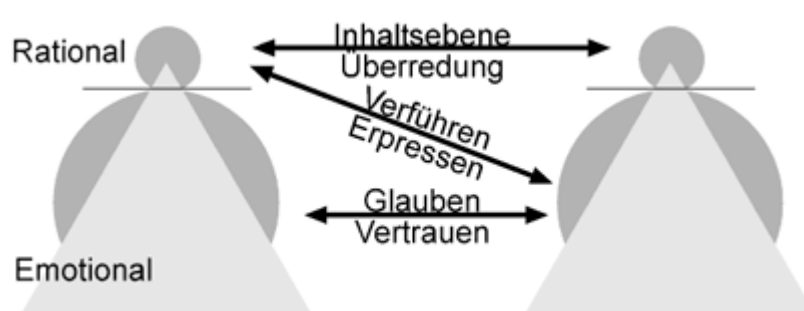 Rational
Inhaltsebene
Überredung
Verführen
Erpressen
Glauben
Vertrauen
Emotional